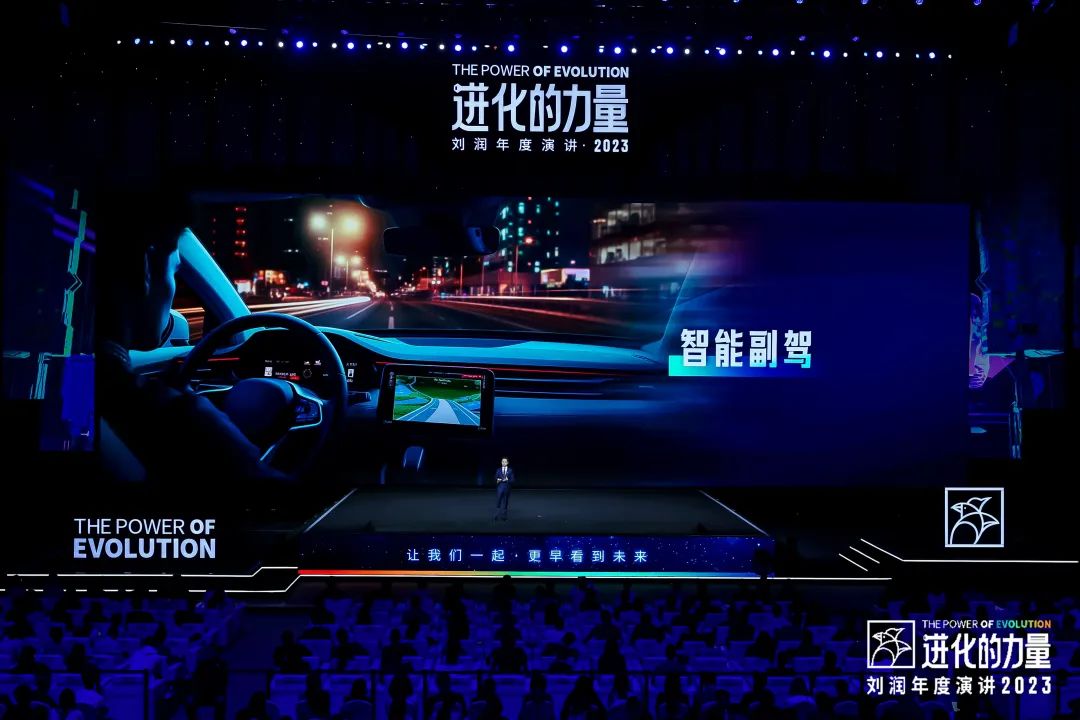 THE POWER OF EVOLUTION
进化的力量
刘润年度演讲·2023
智能副驾
THE POWER OF
EVOLUTION
让我们一起·更早看到未来
THE POWER OF EVOLUTION
进化的力量
刘润年度演讲2023